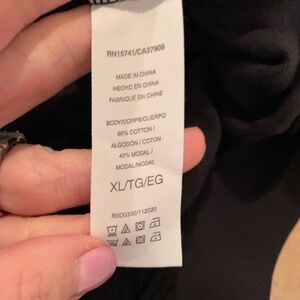 RN15741/CA37909
MADE IN CHINA
HECHO EN CHINA
FABRIQUE EN CHINE
BODY/CORPS/CUERPO
60% COTTON /
ALGODÓN / COTON
40% MODAL /
MODAL/MODAL
XL/TG/EG
RSD0330/112020